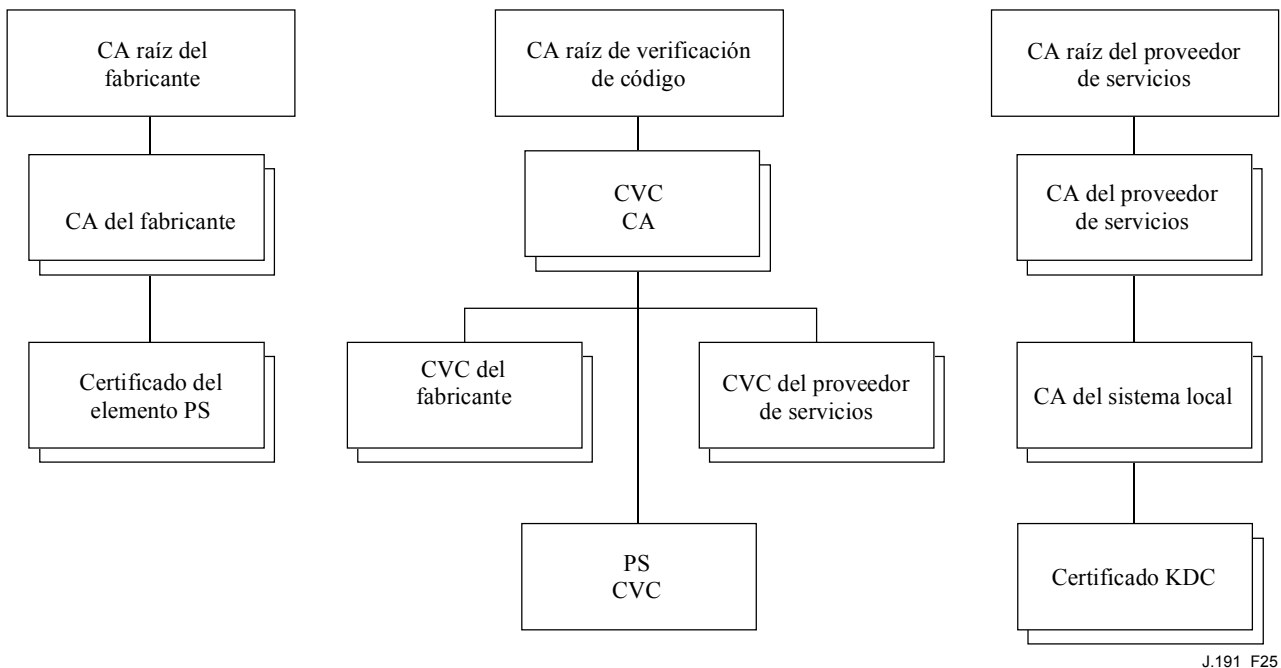 CA raíz del
fabricante
CA raíz de verificación
de código
CA raíz del proveedor
de servicios
CA del fabricante
CVC
CA
CA del proveedor
de servicios
Certificado del
elemento PS
CVC del
fabricante
CVC del proveedor
de servicios
CA del sistema local
PS
CVC
Certificado KDC
J.191_F25